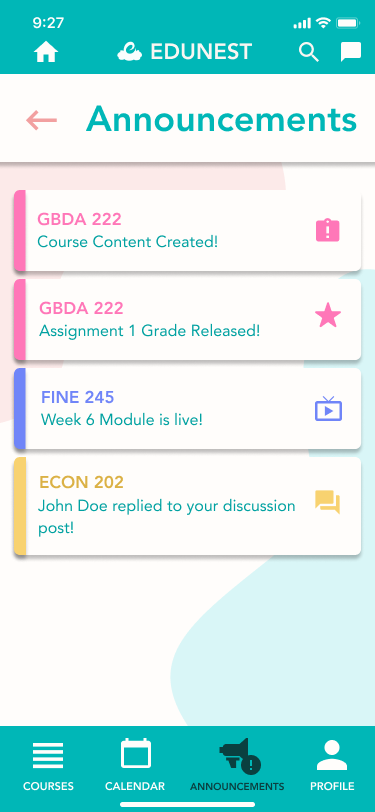 9:27
EDUNEST
Announcements
GBDA 222
Course Content Created!
GBDA 222
Assignment 1 Grade Released!
FINE 245
Week 6 Module is live!
ECON 202
John Doe replied to your discussion
post!
COURSES
CALENDAR
ANNOUNCEMENTS
PROFILE